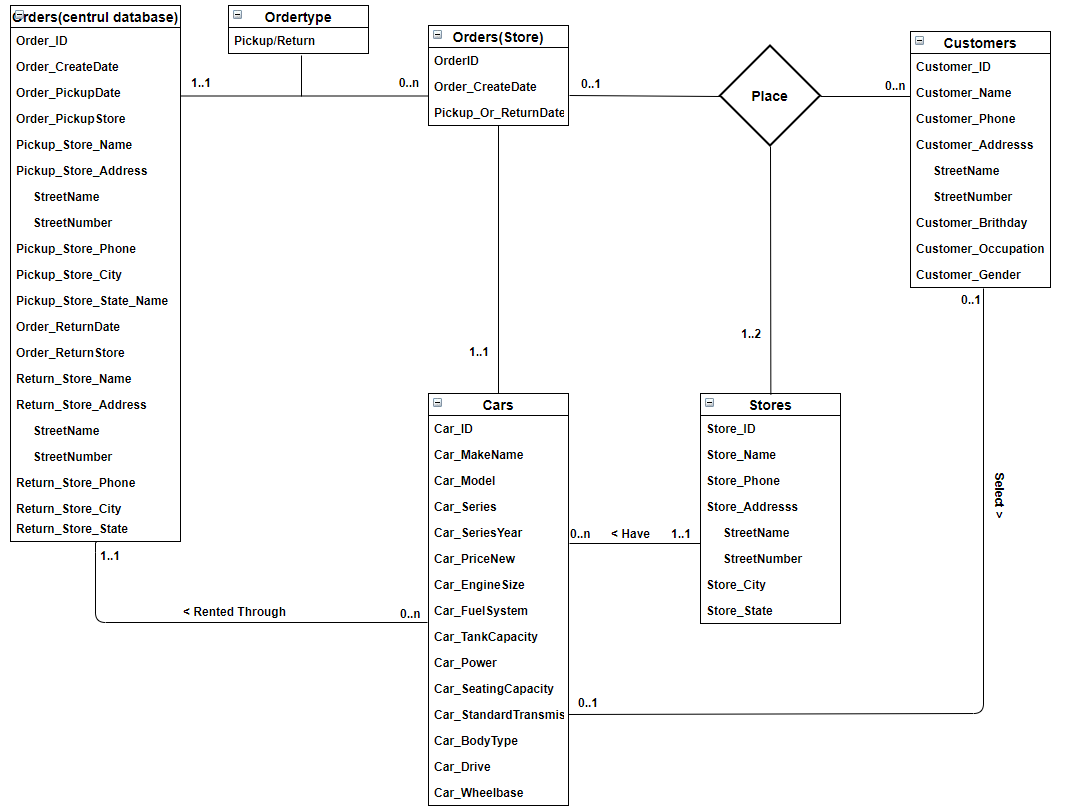 Orders(centrul database)
Order_ID
Order_CreateDate
Order_PickupDate
Order_PickupStore
Pickup_Store_Name
Pickup_Store_Address
StreetName
StreetNumber
Pickup_Store_Phone
Pickup_Store_City
Pickup_Store_State_Name
Order_ReturnDate
Order_ReturnStore
Return_Store_Name
Return_Store_Address
StreetName
StreetNumber
Return_Store_Phone
Return_Store_City
Return_Store_State
Ordertype
Pickup/Return
1..1
0..n
Orders(Store)
OrderID
Order_CreateDate
Pickup_Or_ReturnDate
0..1
Place
0..n
Customers
Customer_ID
Customer_Name
Customer_Phone
Customer_Addresss
StreetName
StreetNumber
Customer_Brithday
Customer_Occupation
Customer_Gender
0..1
1..2
1..1
Cars
Car_ID
Car_MakeName
Car_Model
Car_Series
Car_SeriesYear
Car_PriceNew
Car_EngineSize
Car_FuelSystem
Car_TankCapacity
Car_Power
Car_SeatingCapacity
Car_StandardTransmis
Car_BodyType
Car_Drive
Car_Wheelbase
Stores
Store_ID
Store_Name
Store_Phone
Store_Addresss
StreetName
StreetNumber
Store_City
Store_State
0..n < Have 1..1
Select >
1..1
< Rented Through
0..n
0..1